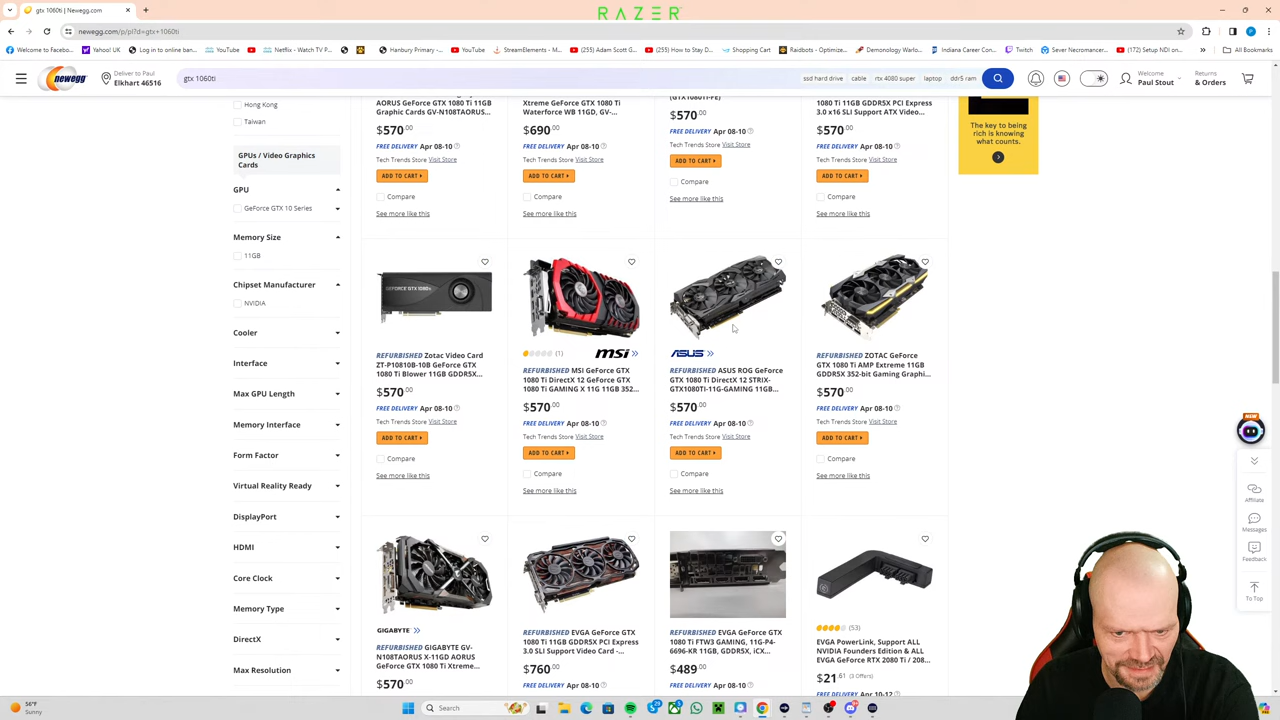 RAZER
gtx 1060ti | Newegg.com
newegg.com/p/pl?d=gtx+1060ti
Welcome to Facebo...
Yahoo! UK
YouTube
Netflix - Watch TV P...
Log in to online ban...
Hanbury Primary -...
YouTube
StreamElements - M...
(255) Adam Scott G...
(255) How to Stay D...
Shopping Cart
Raidbots - Optimize...
Demonology Warlo...
Indiana Career Con...
Twitch
Sever Necromancer...
(172) Setup NDI on...
All Bookmarks
newegg
Deliver to Paul
Elkhart 46516
gtx 1060ti
ssd hard drive
cable
rtx 4080 super
laptop
ddr5 ram
Welcome
Paul Stout
Returns
& Orders
Hong Kong
Taiwan
GPUs / Video Graphics
Cards
GPU
GeForce GTX 10 Series
Memory Size
11GB
Chipset Manufacturer
NVIDIA
Cooler
Interface
Max GPU Length
Memory Interface
Form Factor
Virtual Reality Ready
DisplayPort
HDMI
Core Clock
Memory Type
DirectX
Max Resolution
AORUS GeForce GTX 1080 Ti 11GB
Graphic Cards GV-N108TAORUS...
$570.00
FREE DELIVERY Apr 08-10
Tech Trends Store Visit Store
ADD TO CART
Compare
See more like this
Xtreme GeForce GTX 1080 Ti
Waterforce WB 11GD, GV-
$690.00
FREE DELIVERY Apr 08-10
Tech Trends Store Visit Store
ADD TO CART
Compare
See more like this
(GTX1080TI-FE)
$570.00
FREE DELIVERY Apr 08-10
Tech Trends Store Visit Store
ADD TO CART
Compare
See more like this
1080 Ti 11GB GDDR5X PCI Express
3.0 x16 SLI Support ATX Video...
$570.00
FREE DELIVERY Apr 08-10
Tech Trends Store Visit Store
ADD TO CART
Compare
See more like this
The key to being
rich is knowing
what counts.
GEFORCE GTX 1080 Ti
REFURBISHED Zotac Video Card
ZT-P10810B-10B GeForce GTX
1080 Ti Blower 11GB GDDR5X...
$570.00
FREE DELIVERY Apr 08-10
Tech Trends Store Visit Store
ADD TO CART
Compare
See more like this
(1)
msi
REFURBISHED MSI GeForce GTX
1080 Ti DirectX 12 GeForce GTX
1080 Ti GAMING X 11G 11GB 352...
$570.00
FREE DELIVERY Apr 08-10
Tech Trends Store Visit Store
ADD TO CART
Compare
See more like this
ASUS
REFURBISHED ASUS ROG GeForce
GTX 1080 Ti DirectX 12 STRIX-
GTX1080TI-11G-GAMING 11GB...
$570.00
FREE DELIVERY Apr 08-10
Tech Trends Store Visit Store
ADD TO CART
Compare
See more like this
REFURBISHED ZOTAC GeForce
GTX 1080 Ti AMP Extreme 11GB
GDDR5X 352-bit Gaming Graphi...
$570.00
FREE DELIVERY Apr 08-10
Tech Trends Store Visit Store
ADD TO CART
Compare
See more like this
GIGABYTE
REFURBISHED GIGABYTE GV-
N108TAORUS X-11GD AORUS
GeForce GTX 1080 Ti Xtreme...
$570.00
REFURBISHED EVGA GeForce GTX
1080 Ti 11GB GDDR5X PCI Express
3.0 SLI Support Video Card -...
$760.00
FREE DELIVERY Apr 08-10
REFURBISHED EVGA GeForce GTX
1080 Ti FTW3 GAMING, 11G-P4-
6696-KR 11GB, GDDR5X, iCX...
$489.00
FREE DELIVERY Apr 08-10
(53)
EVGA PowerLink, Support ALL
NVIDIA Founders Edition & ALL
EVGA GeForce RTX 2080 Ti / 208...
$21.61 (3 Offers)
FREE DELIVERY Apr 10-12
NEW
Affiliate
Messages
Feedback
To Top
56°F
Sunny
Search